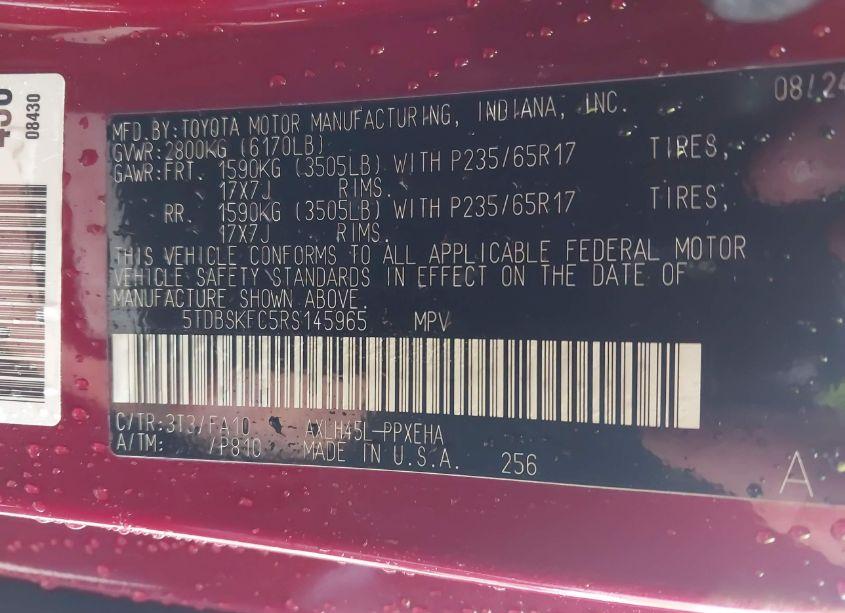 08430
08/24
MFD.BY:TOYOTA MOTOR MANUFACTURING, INDIANA, INC.
GVWR:2800KG (6170LB)
GAWR:FRT. 1590KG (3505LB) WITH P235/65R17 TIRES,
17X7J RIMS.
RR. 1590KG (3505LB) WITH P235/65R17 TIRES,
17X7J RIMS.
THIS VEHICLE CONFORMS TO ALL APPLICABLE FEDERAL MOTOR
VEHICLE SAFETY STANDARDS IN EFFECT ON THE DATE OF
MANUFACTURE SHOWN ABOVE.
5TDBSKFC5RS145965 MPV
C/TR:3T3/FA10 AXLH45L-PPXEHA
A/TM: /P810 MADE IN U.S.A. 256
A